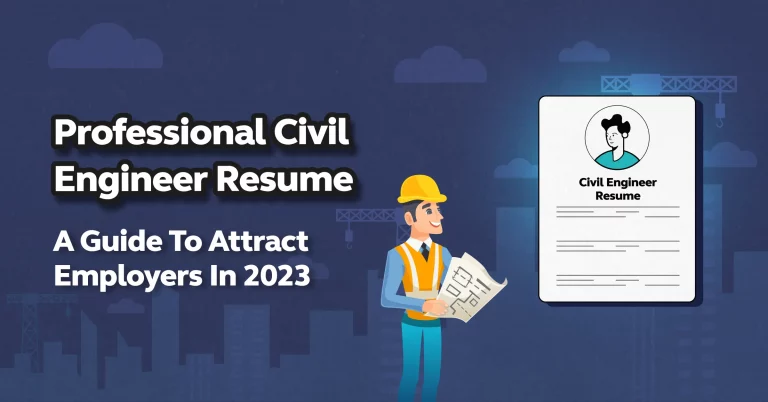 Professional Civil
Engineer Resume
A Guide To Attract
Employers In 2023
Civil Engineer
Resume